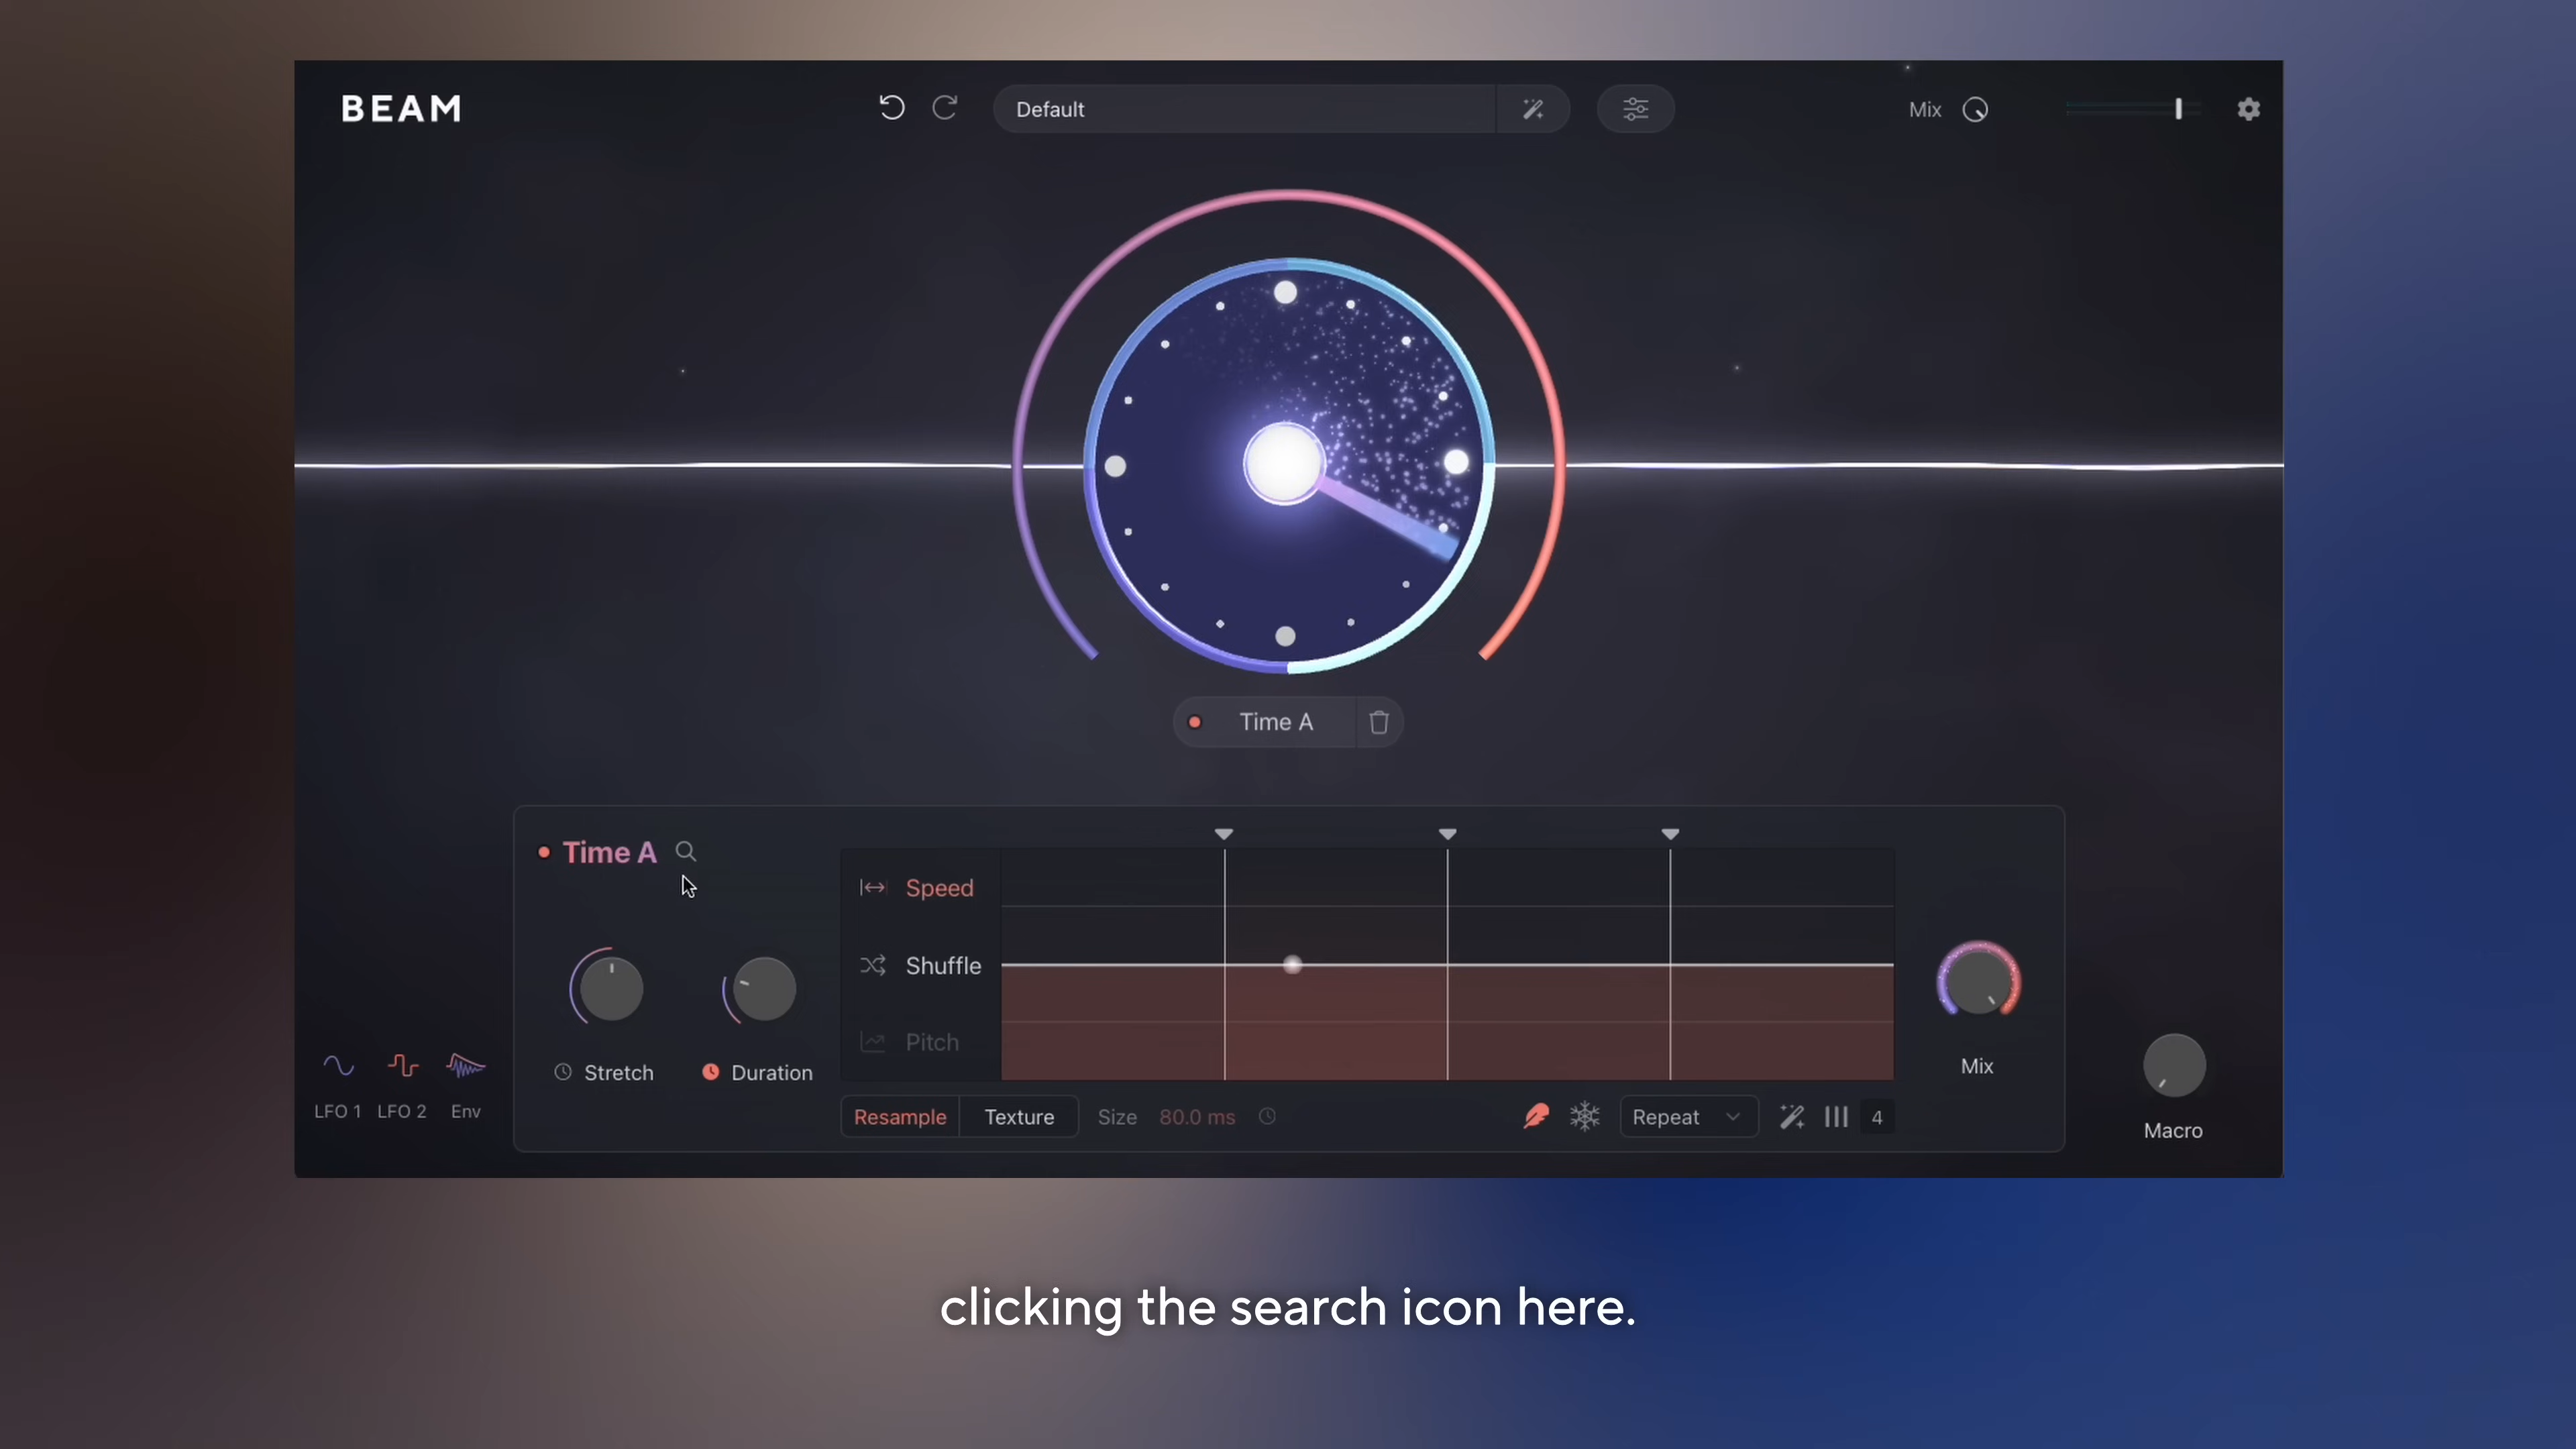 BEAM
Default
Mix
Time A
Time A
Speed
Shuffle
Pitch
Stretch
Duration
Mix
LFO 1
LFO 2
Env
Resample
Texture
Size
80.0 ms
Repeat
4
Macro
clicking the search icon here.